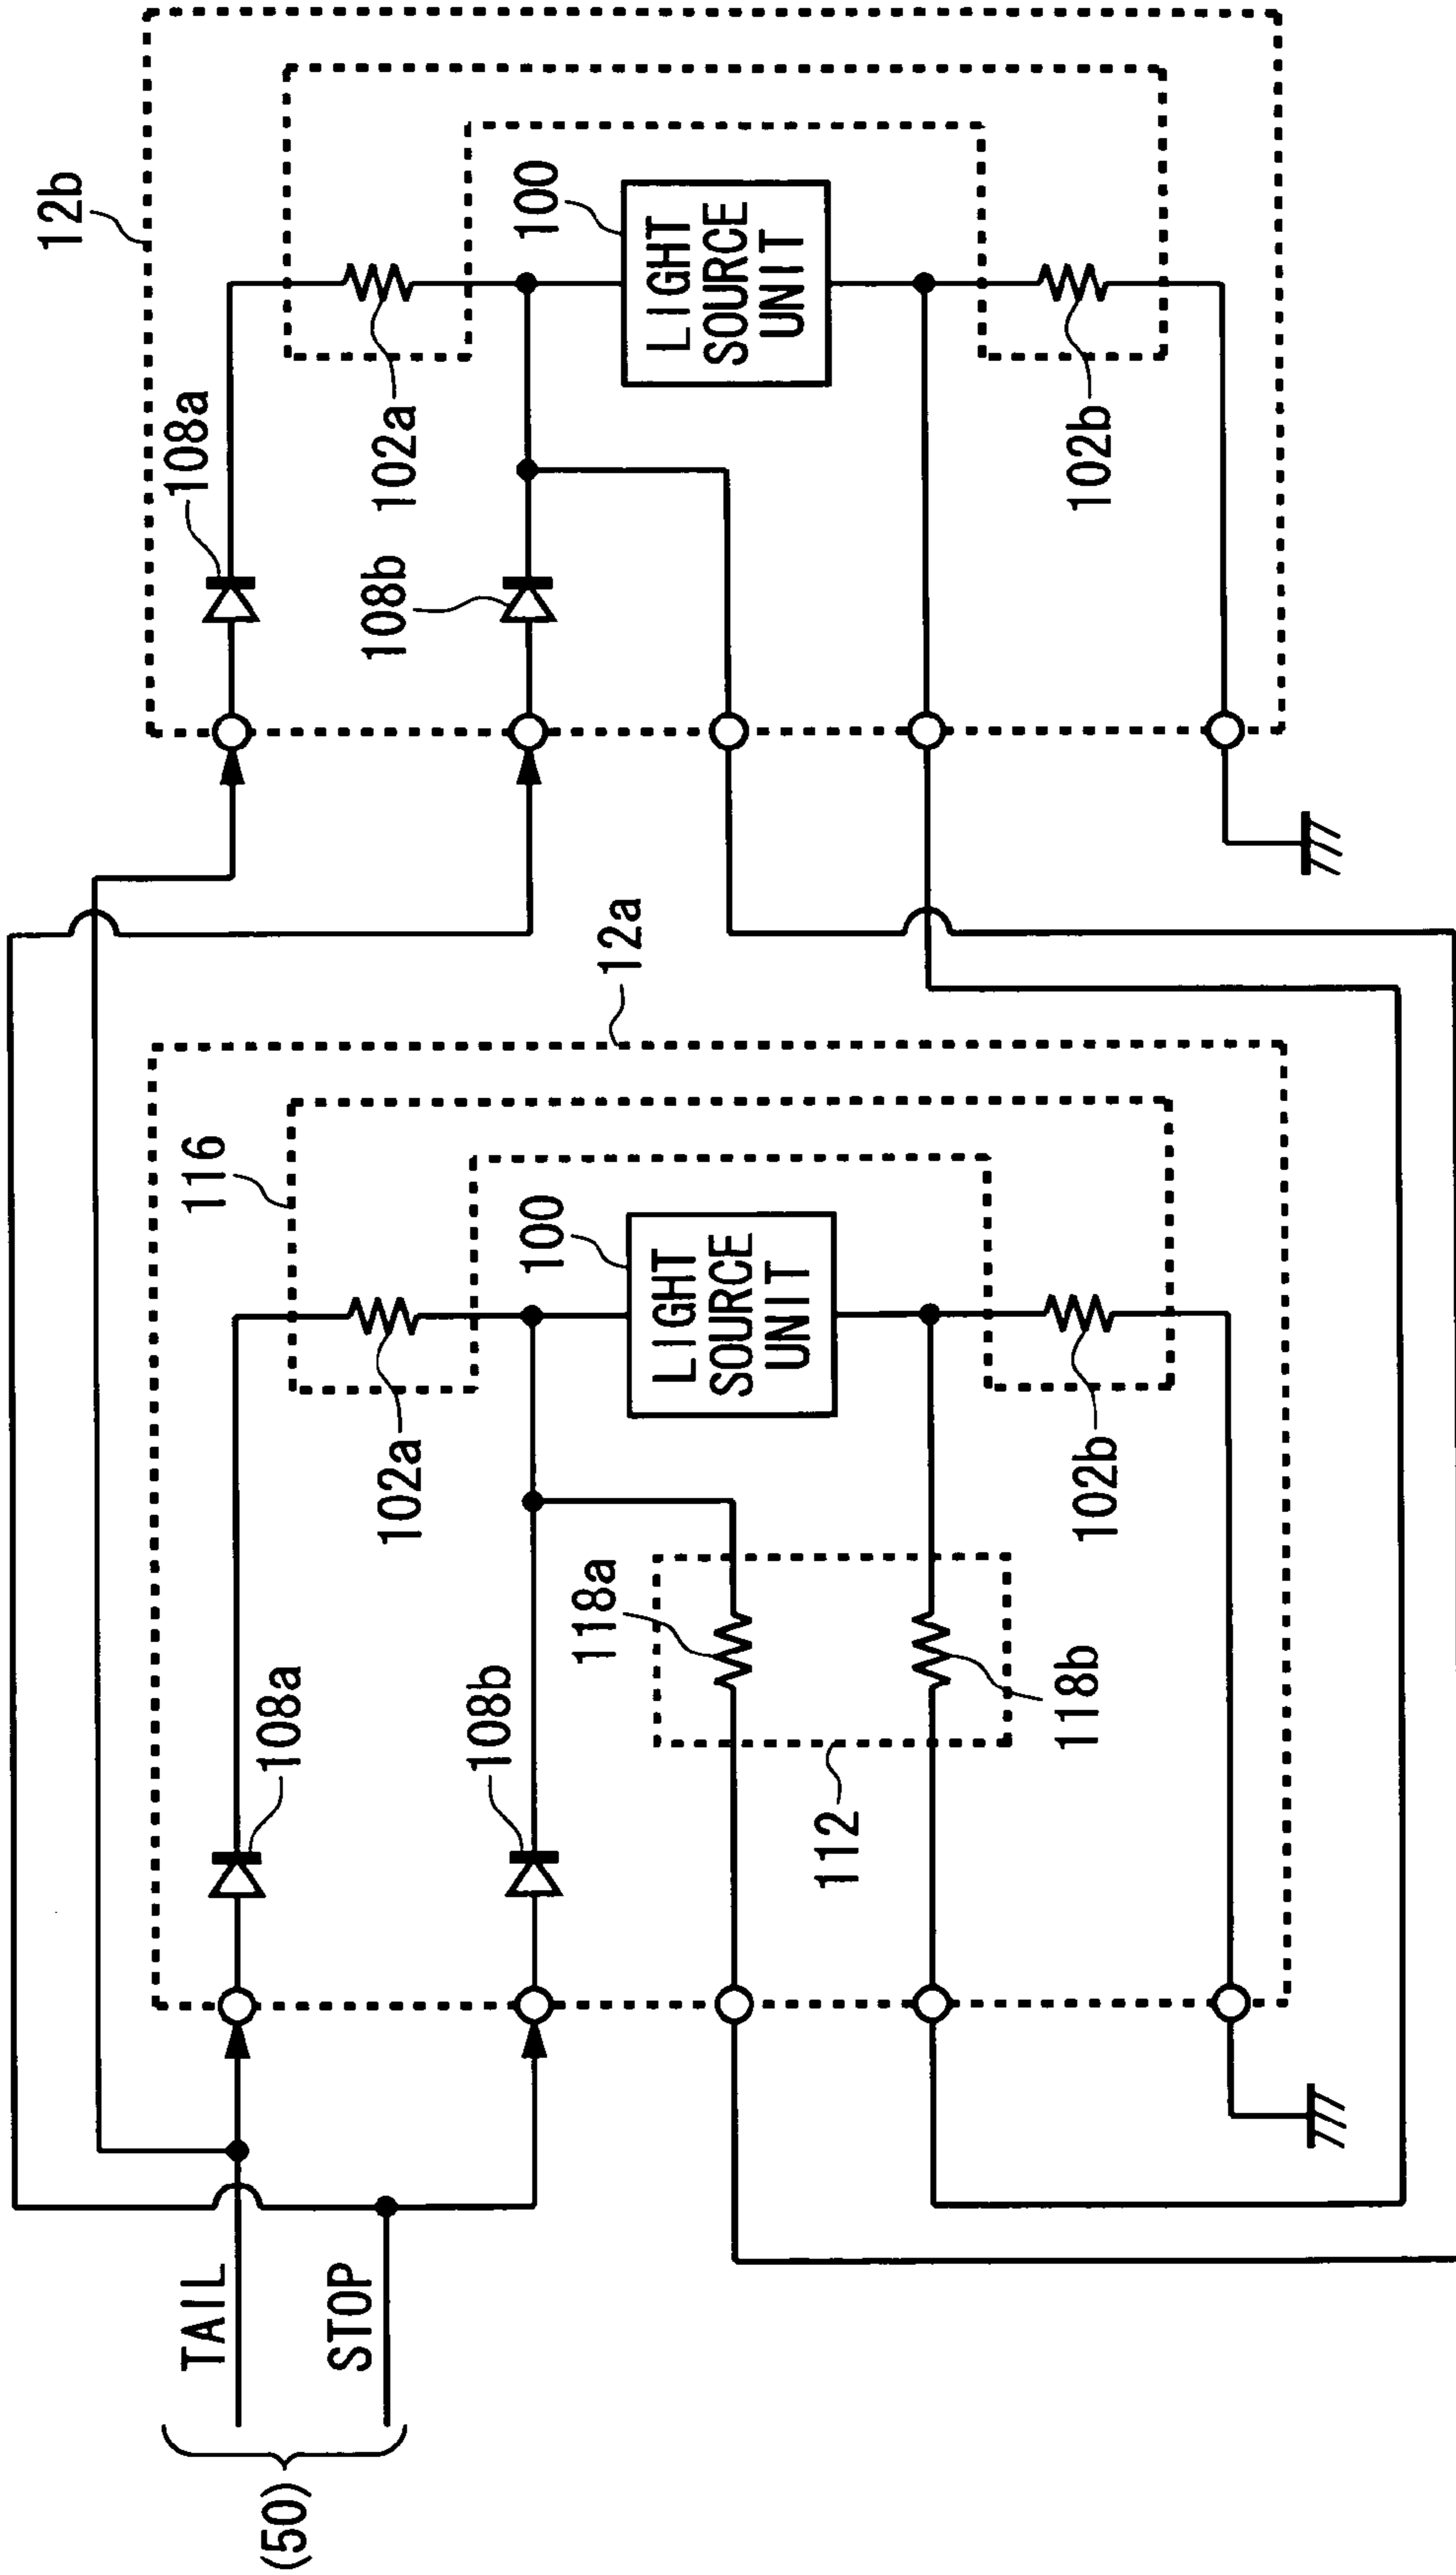 (50)
TAIL
STOP
108a
108b
112
118a
118b
102a
102b
116
100
LIGHT
SOURCE
UNIT
12a
108a
108b
102a
102b
100
LIGHT
SOURCE
UNIT
12b